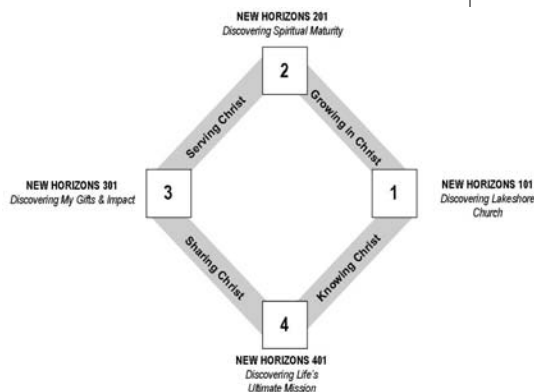 NEW HORIZONS 201
Discovering Spiritual Maturity
2
Serving Christ
Growing in Christ
NEW HORIZONS 301
Discovering My Gifts & Impact
3
1
NEW HORIZONS 101
Discovering Lakeshore
Church
Sharing Christ
Knowing Christ
4
NEW HORIZONS 401
Discovering Life's
Ultimate Mission